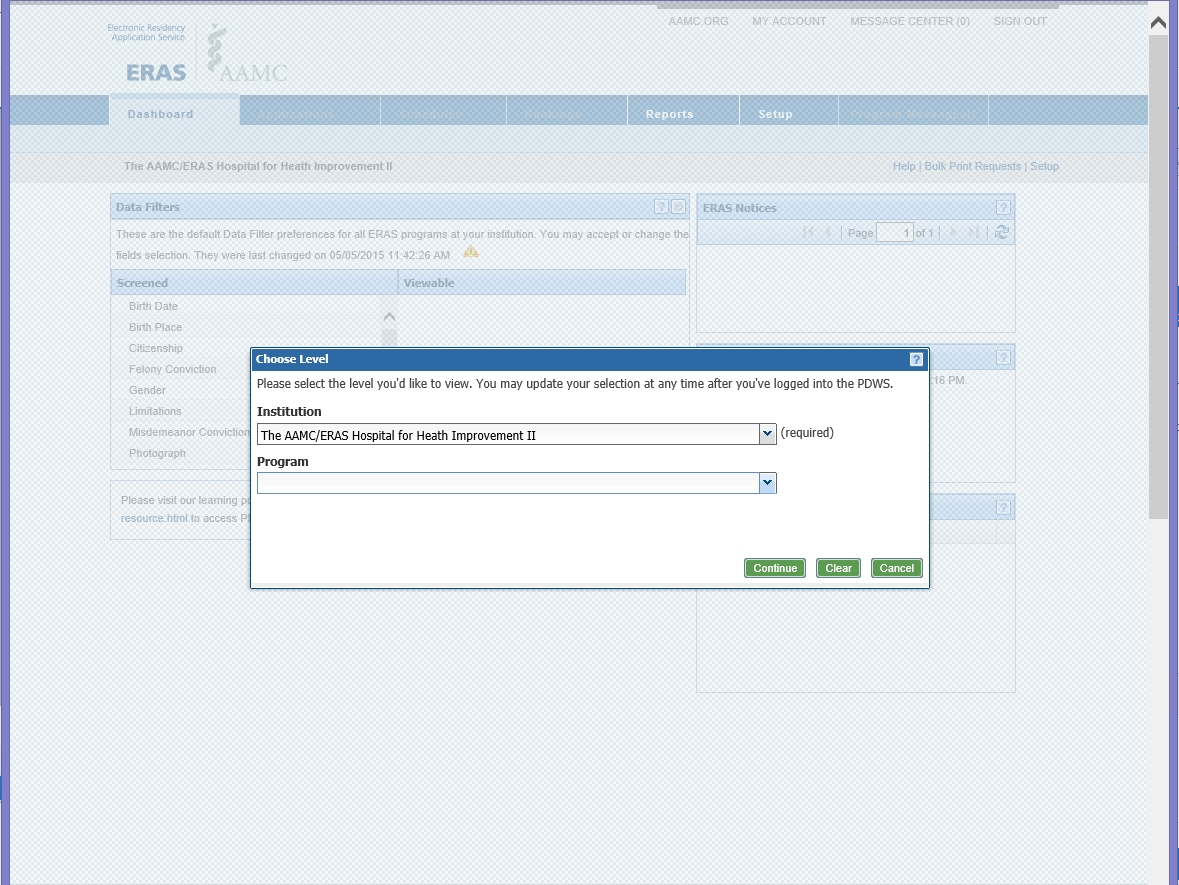 AAMC.ORG MY ACCOUNT MESSAGE CENTER (0) SIGN OUT
Electronic Residency
Application Service
ERAS AAMC
Dashboard Reports Setup
The AAMC/ERAS Hospital for Heath Improvement II Help | Bulk Print Requests | Setup
Data Filters
These are the default Data Filter preferences for all ERAS programs at your institution. You may accept or change the
fields selection. They were last changed on 05/05/2015 11:42:26 AM
Screened Viewable
Birth Date
Birth Place
Citizenship
Felony Conviction
Gender
Limitations
Misdemeanor Conviction
Photograph
Please visit our learning
resource.html to access
ERAS Notices
Page 1 of 1
:16 PM.
Choose Level
Please select the level you'd like to view. You may update your selection at any time after you've logged into the PDWS.
Institution
The AAMC/ERAS Hospital for Heath Improvement II (required)
Program
Continue Clear Cancel